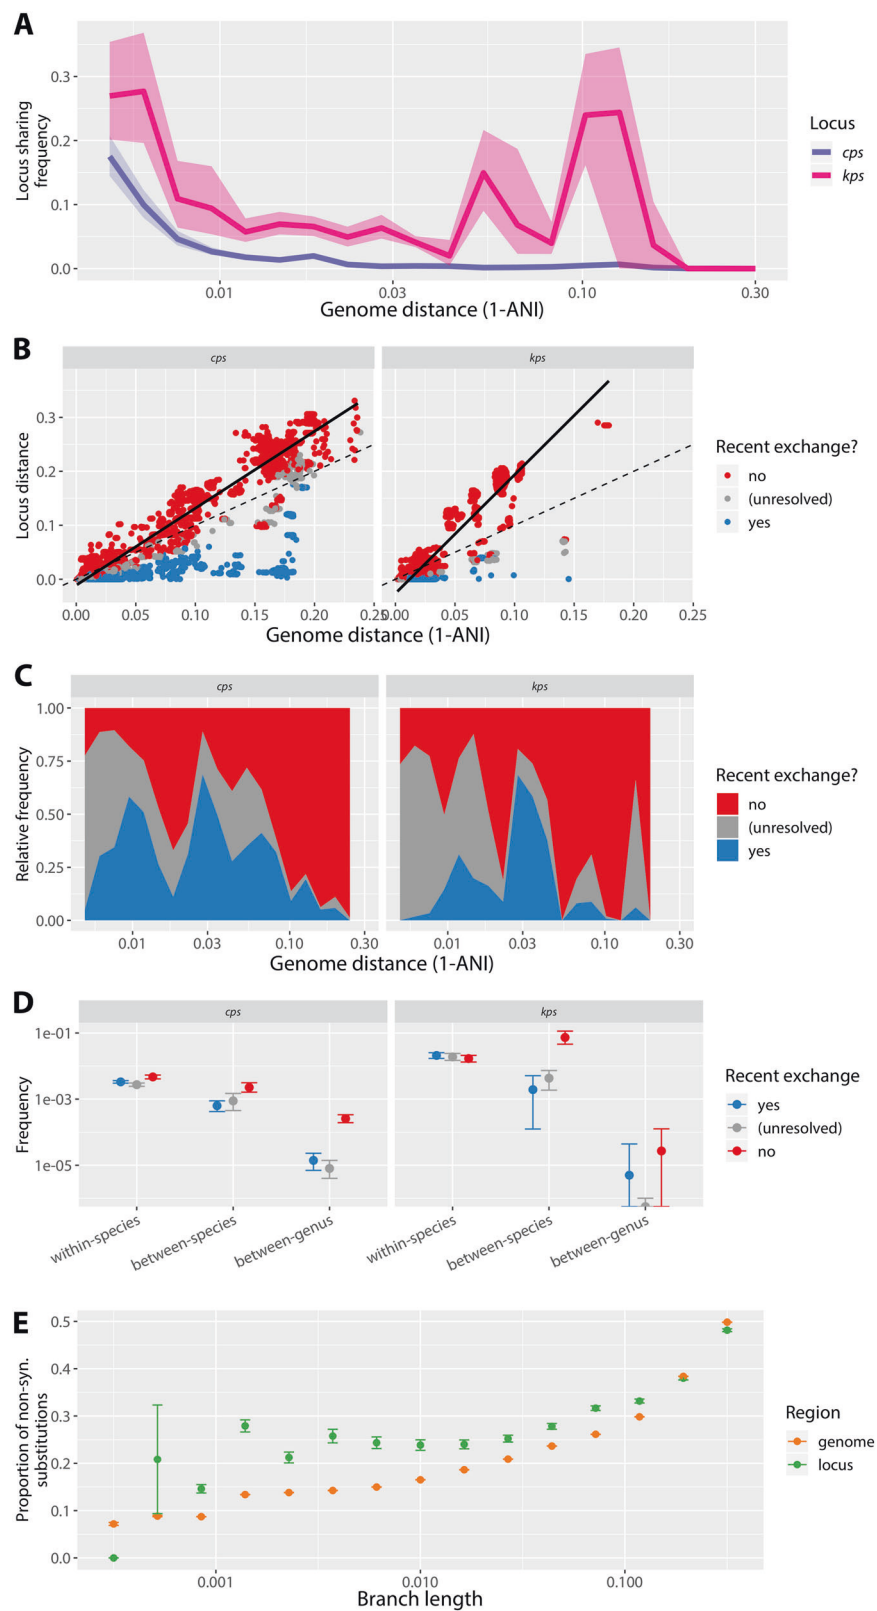 A
Locus sharing
frequency
0.3
0.2
0.1
0.0
0.01 0.03 0.10 0.30
Genome distance (1-ANI)
Locus
cps
kps
B
cps kps
Locus distance
0.3
0.2
0.1
0.0
0.00 0.05 0.10 0.15 0.20 0.25 0.00 0.05 0.10 0.15 0.20 0.25
Genome distance (1-ANI)
Recent exchange?
no
(unresolved)
yes
C
cps kps
Relative frequency
1.00
0.75
0.50
0.25
0.00
0.01 0.03 0.10 0.30 0.01 0.03 0.10 0.30
Genome distance (1-ANI)
Recent exchange?
no
(unresolved)
yes
D
cps kps
Frequency
1e-01
1e-03
1e-05
within-species between-species between-genus within-species between-species between-genus
Recent exchange
yes
(unresolved)
no
E
Proportion of non-syn.
substitutions
0.5
0.4
0.3
0.2
0.1
0.0
0.001 0.010 0.100
Branch length
Region
genome
locus